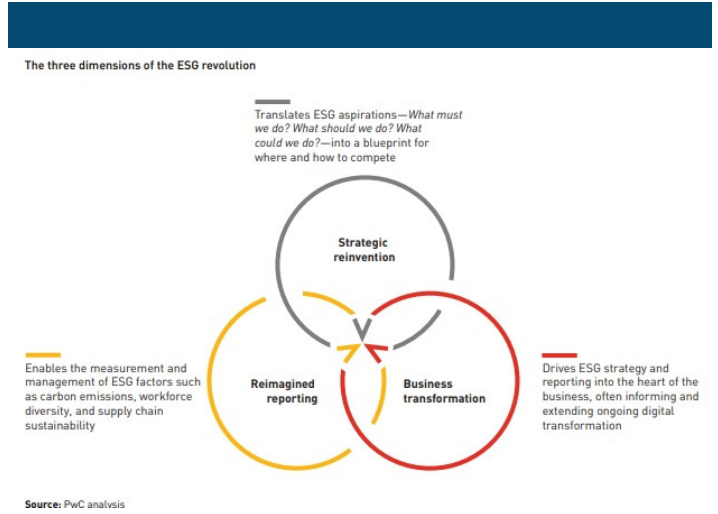 The three dimensions of the ESG revolution
Translates ESG aspirations—What must
we do? What should we do? What
could we do?—into a blueprint for
where and how to compete
Strategic
reinvention
Enables the measurement and
management of ESG factors such
as carbon emissions, workforce
diversity, and supply chain
sustainability
Reimagined
reporting
Business
transformation
Drives ESG strategy and
reporting into the heart of the
business, often informing and
extending ongoing digital
transformation
Source: PwC analysis